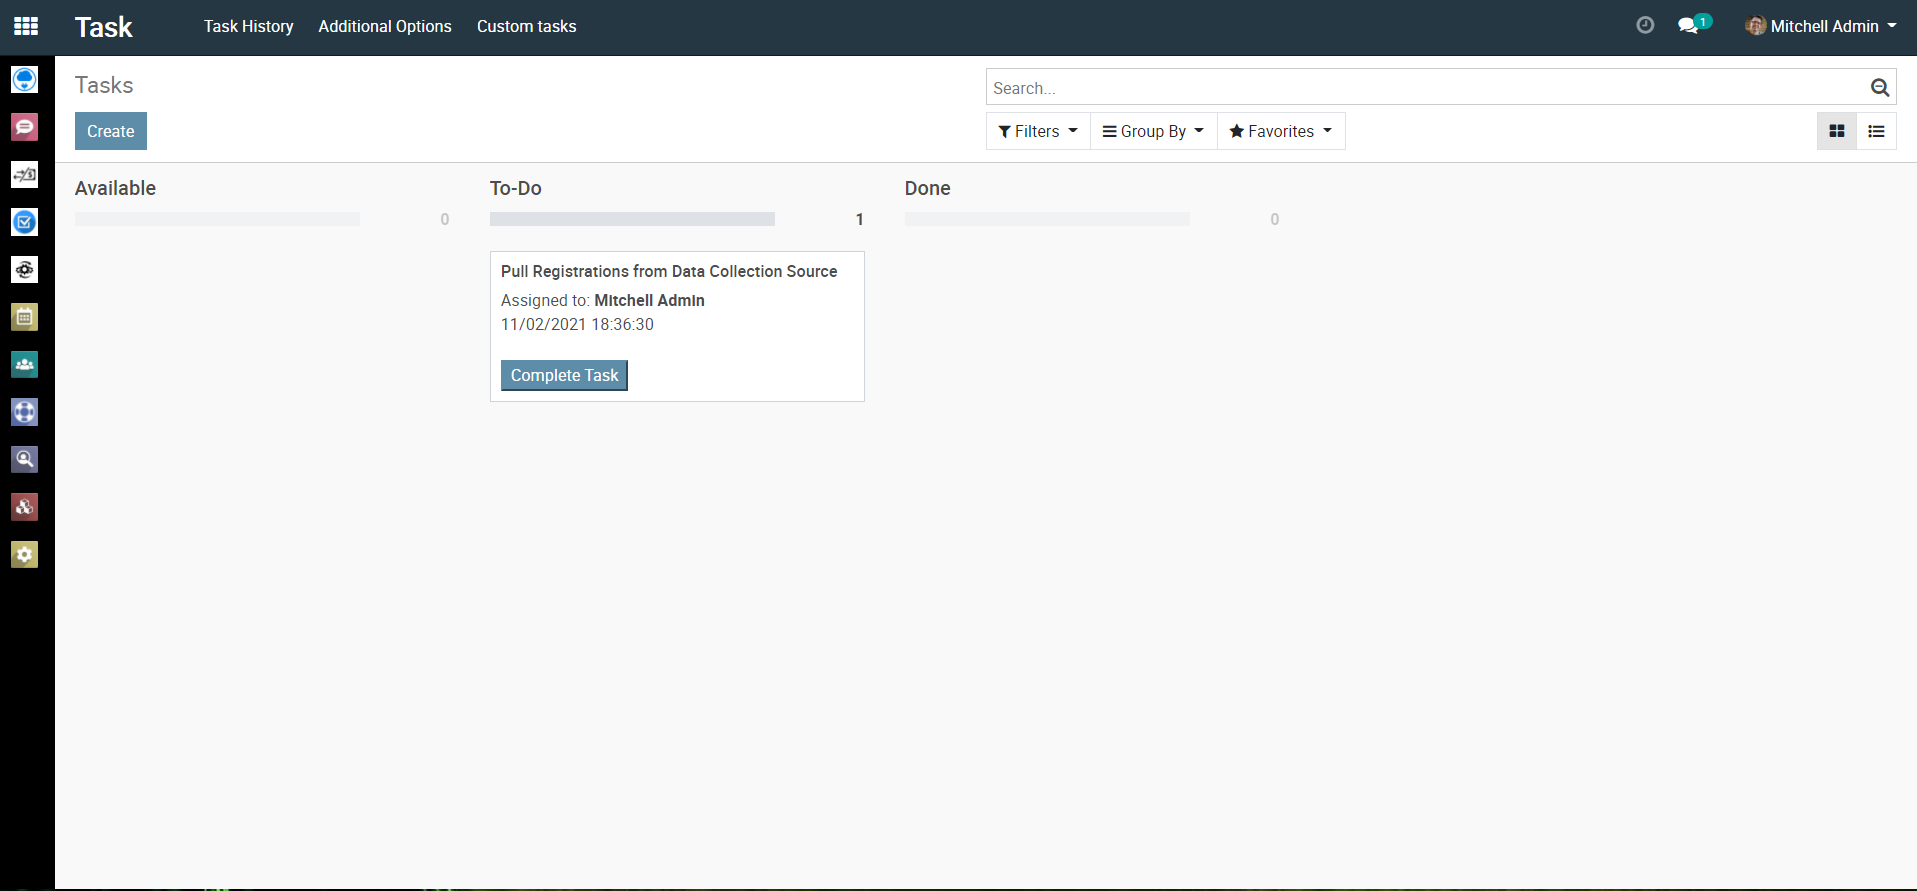 Task Task History Additional Options Custom tasks 1 Mitchell Admin
Tasks
Search...
Create Filters Group By Favorites
Available To-Do Done
0 1 0
Pull Registrations from Data Collection Source
Assigned to: Mitchell Admin
11/02/2021 18:36:30
Complete Task